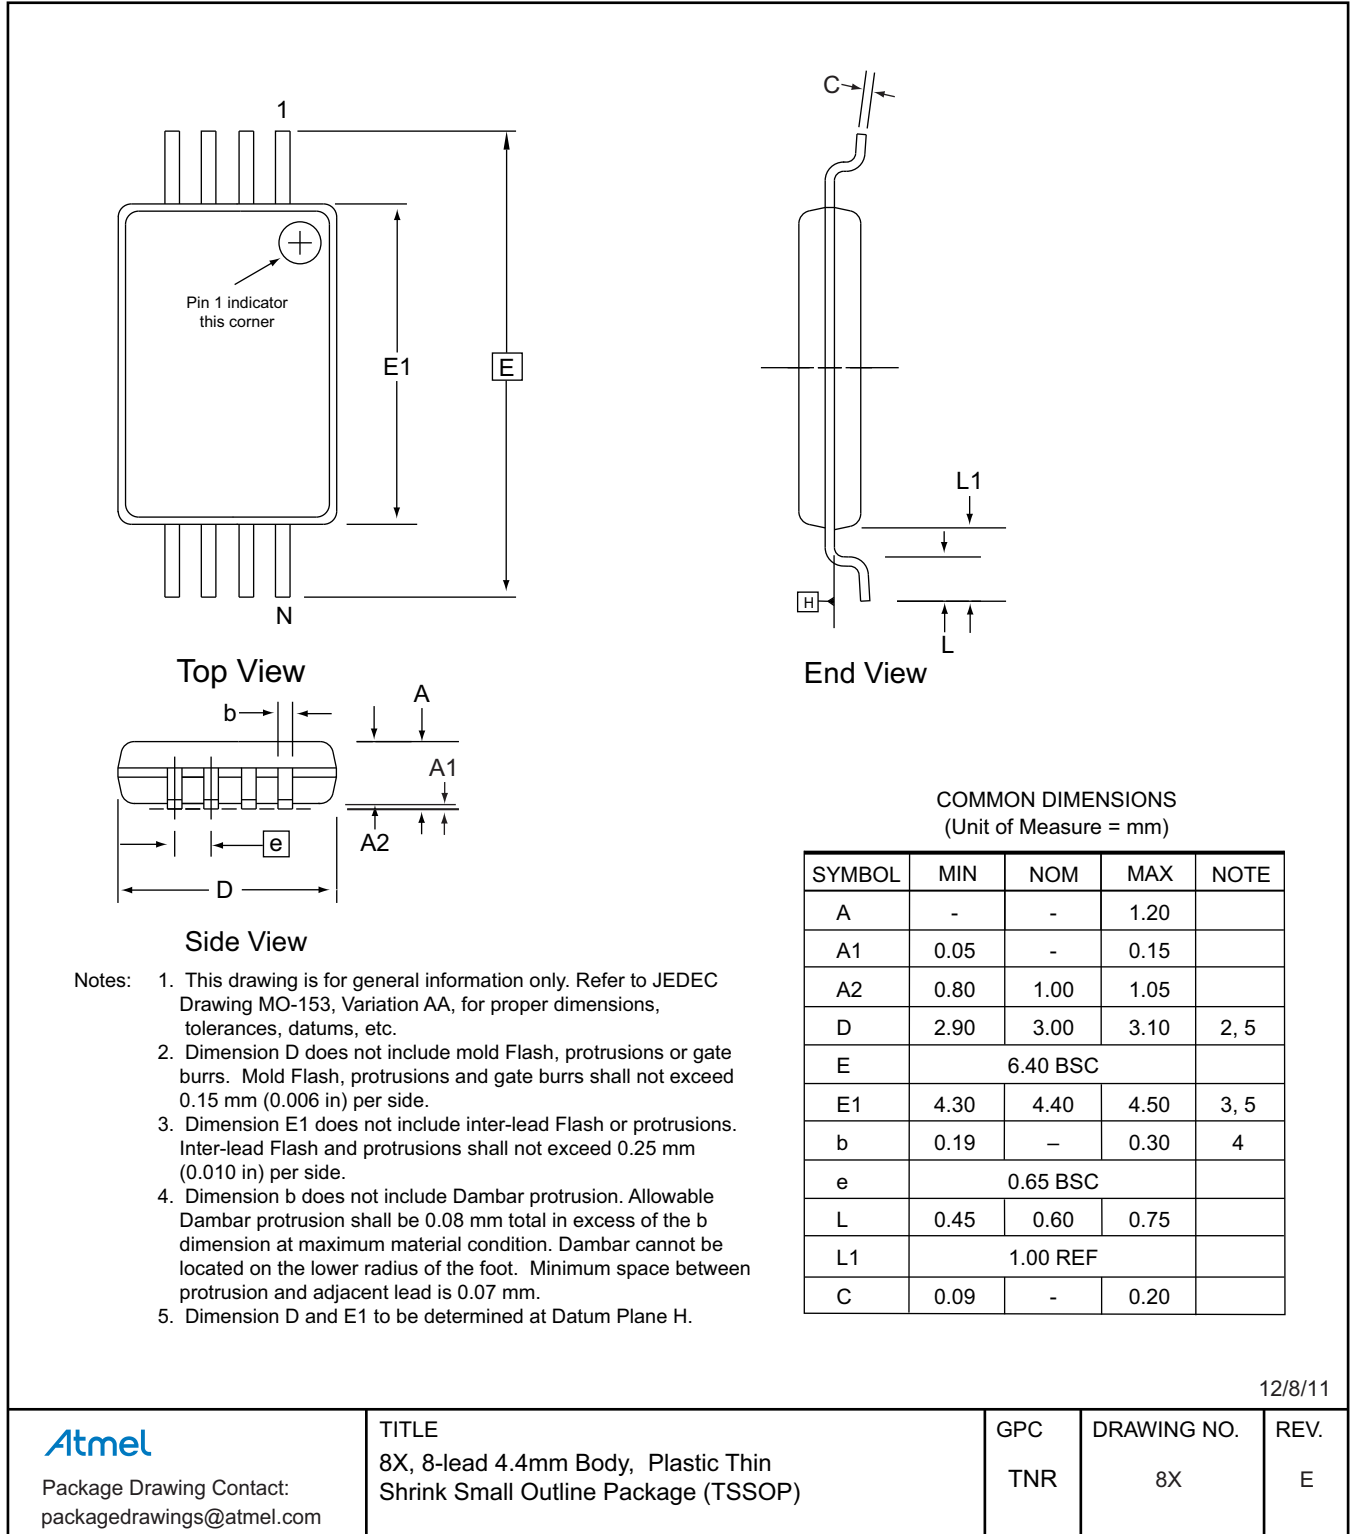 1
Pin 1 indicator
this corner
E1
E
N
Top View
C
L1
H
L
End View
b
A
A1
A2
e
D
Side View
COMMON DIMENSIONS
(Unit of Measure = mm)
SYMBOL MIN NOM MAX NOTE
A - - 1.20
A1 0.05 - 0.15
A2 0.80 1.00 1.05
D 2.90 3.00 3.10 2, 5
E 6.40 BSC
E1 4.30 4.40 4.50 3, 5
b 0.19 – 0.30 4
e 0.65 BSC
L 0.45 0.60 0.75
L1 1.00 REF
C 0.09 - 0.20
Notes: 1. This drawing is for general information only. Refer to JEDEC
Drawing MO-153, Variation AA, for proper dimensions,
tolerances, datums, etc.
2. Dimension D does not include mold Flash, protrusions or gate
burrs. Mold Flash, protrusions and gate burrs shall not exceed
0.15 mm (0.006 in) per side.
3. Dimension E1 does not include inter-lead Flash or protrusions.
Inter-lead Flash and protrusions shall not exceed 0.25 mm
(0.010 in) per side.
4. Dimension b does not include Dambar protrusion. Allowable
Dambar protrusion shall be 0.08 mm total in excess of the b
dimension at maximum material condition. Dambar cannot be
located on the lower radius of the foot. Minimum space between
protrusion and adjacent lead is 0.07 mm.
5. Dimension D and E1 to be determined at Datum Plane H.
12/8/11
Atmel
Package Drawing Contact:
packagedrawings@atmel.com
TITLE
8X, 8-lead 4.4mm Body, Plastic Thin
Shrink Small Outline Package (TSSOP)
GPC
TNR
DRAWING NO.
8X
REV.
E